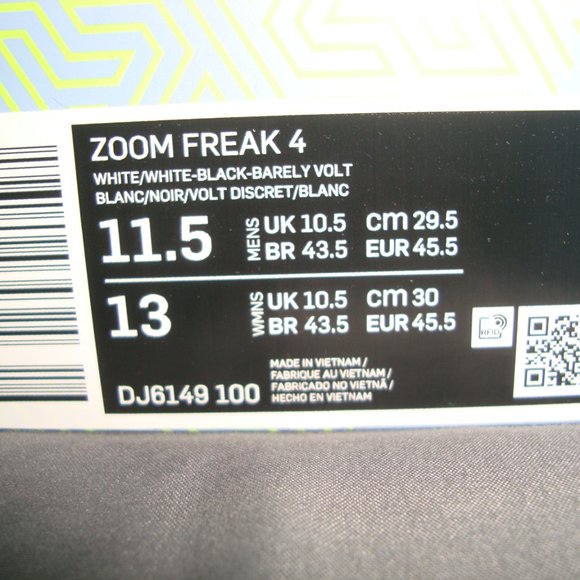 ZOOM FREAK 4
WHITE/WHITE-BLACK-BARELY VOLT
BLANC/NOIR/VOLT DISCRET/BLANC
11.5 MENS UK 10.5 cm 29.5
BR 43.5 EUR 45.5
13 WMNS UK 10.5 cm 30
BR 43.5 EUR 45.5
RFID
DJ6149 100
MADE IN VIETNAM /
FABRIQUE AU VIETNAM /
FABRICADO NO VIETNÃ /
HECHO EN VIETNAM